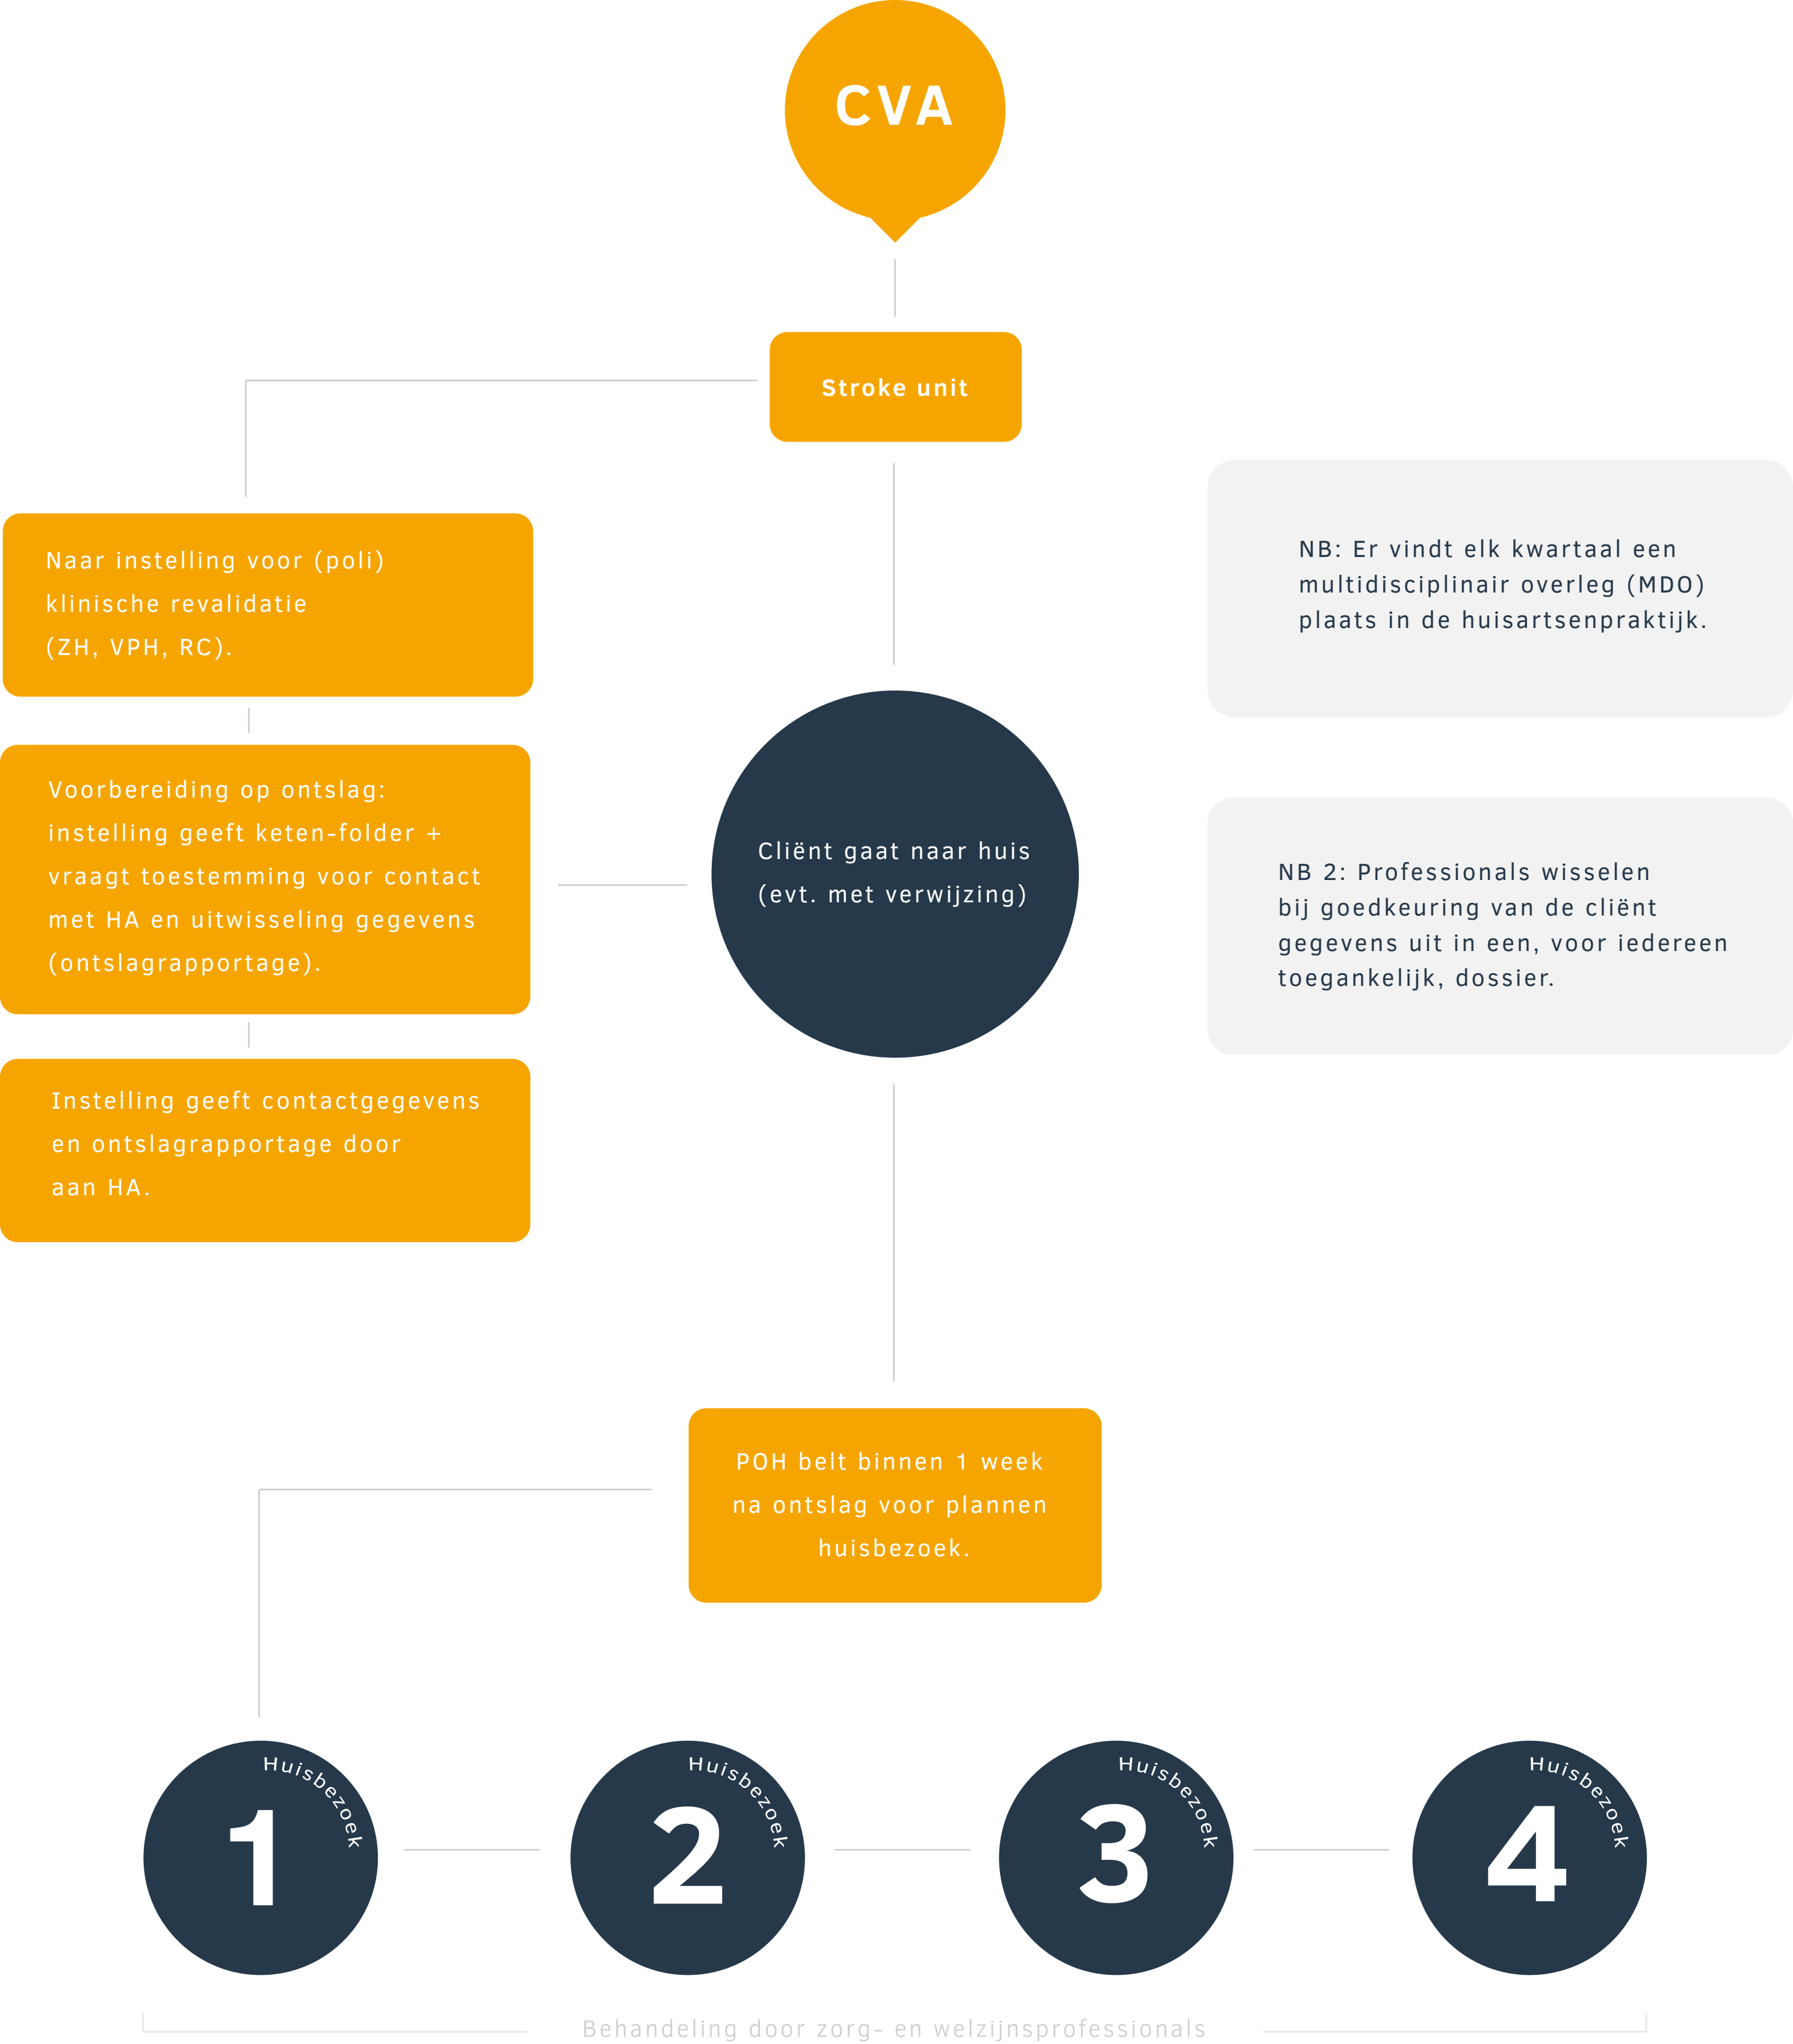 CVA
Stroke unit
Naar instelling voor (poli)
klinische revalidatie
(ZH, VPH, RC).
Voorbereiding op ontslag:
instelling geeft keten-folder +
vraagt toestemming voor contact
met HA en uitwisseling gegevens
(ontslagrapportage).
Instelling geeft contactgegevens
en ontslagrapportage door
aan HA.
Cliënt gaat naar huis
(evt. met verwijzing)
NB: Er vindt elk kwartaal een
multidisciplinair overleg (MDO)
plaats in de huisartsenpraktijk.
NB 2: Professionals wisselen
bij goedkeuring van de cliënt
gegevens uit in een, voor iedereen
toegankelijk, dossier.
POH belt binnen 1 week
na ontslag voor plannen
huisbezoek.
Huisbezoek
1
Huisbezoek
2
Huisbezoek
3
Huisbezoek
4
Behandeling door zorg- en welzijnsprofessionals